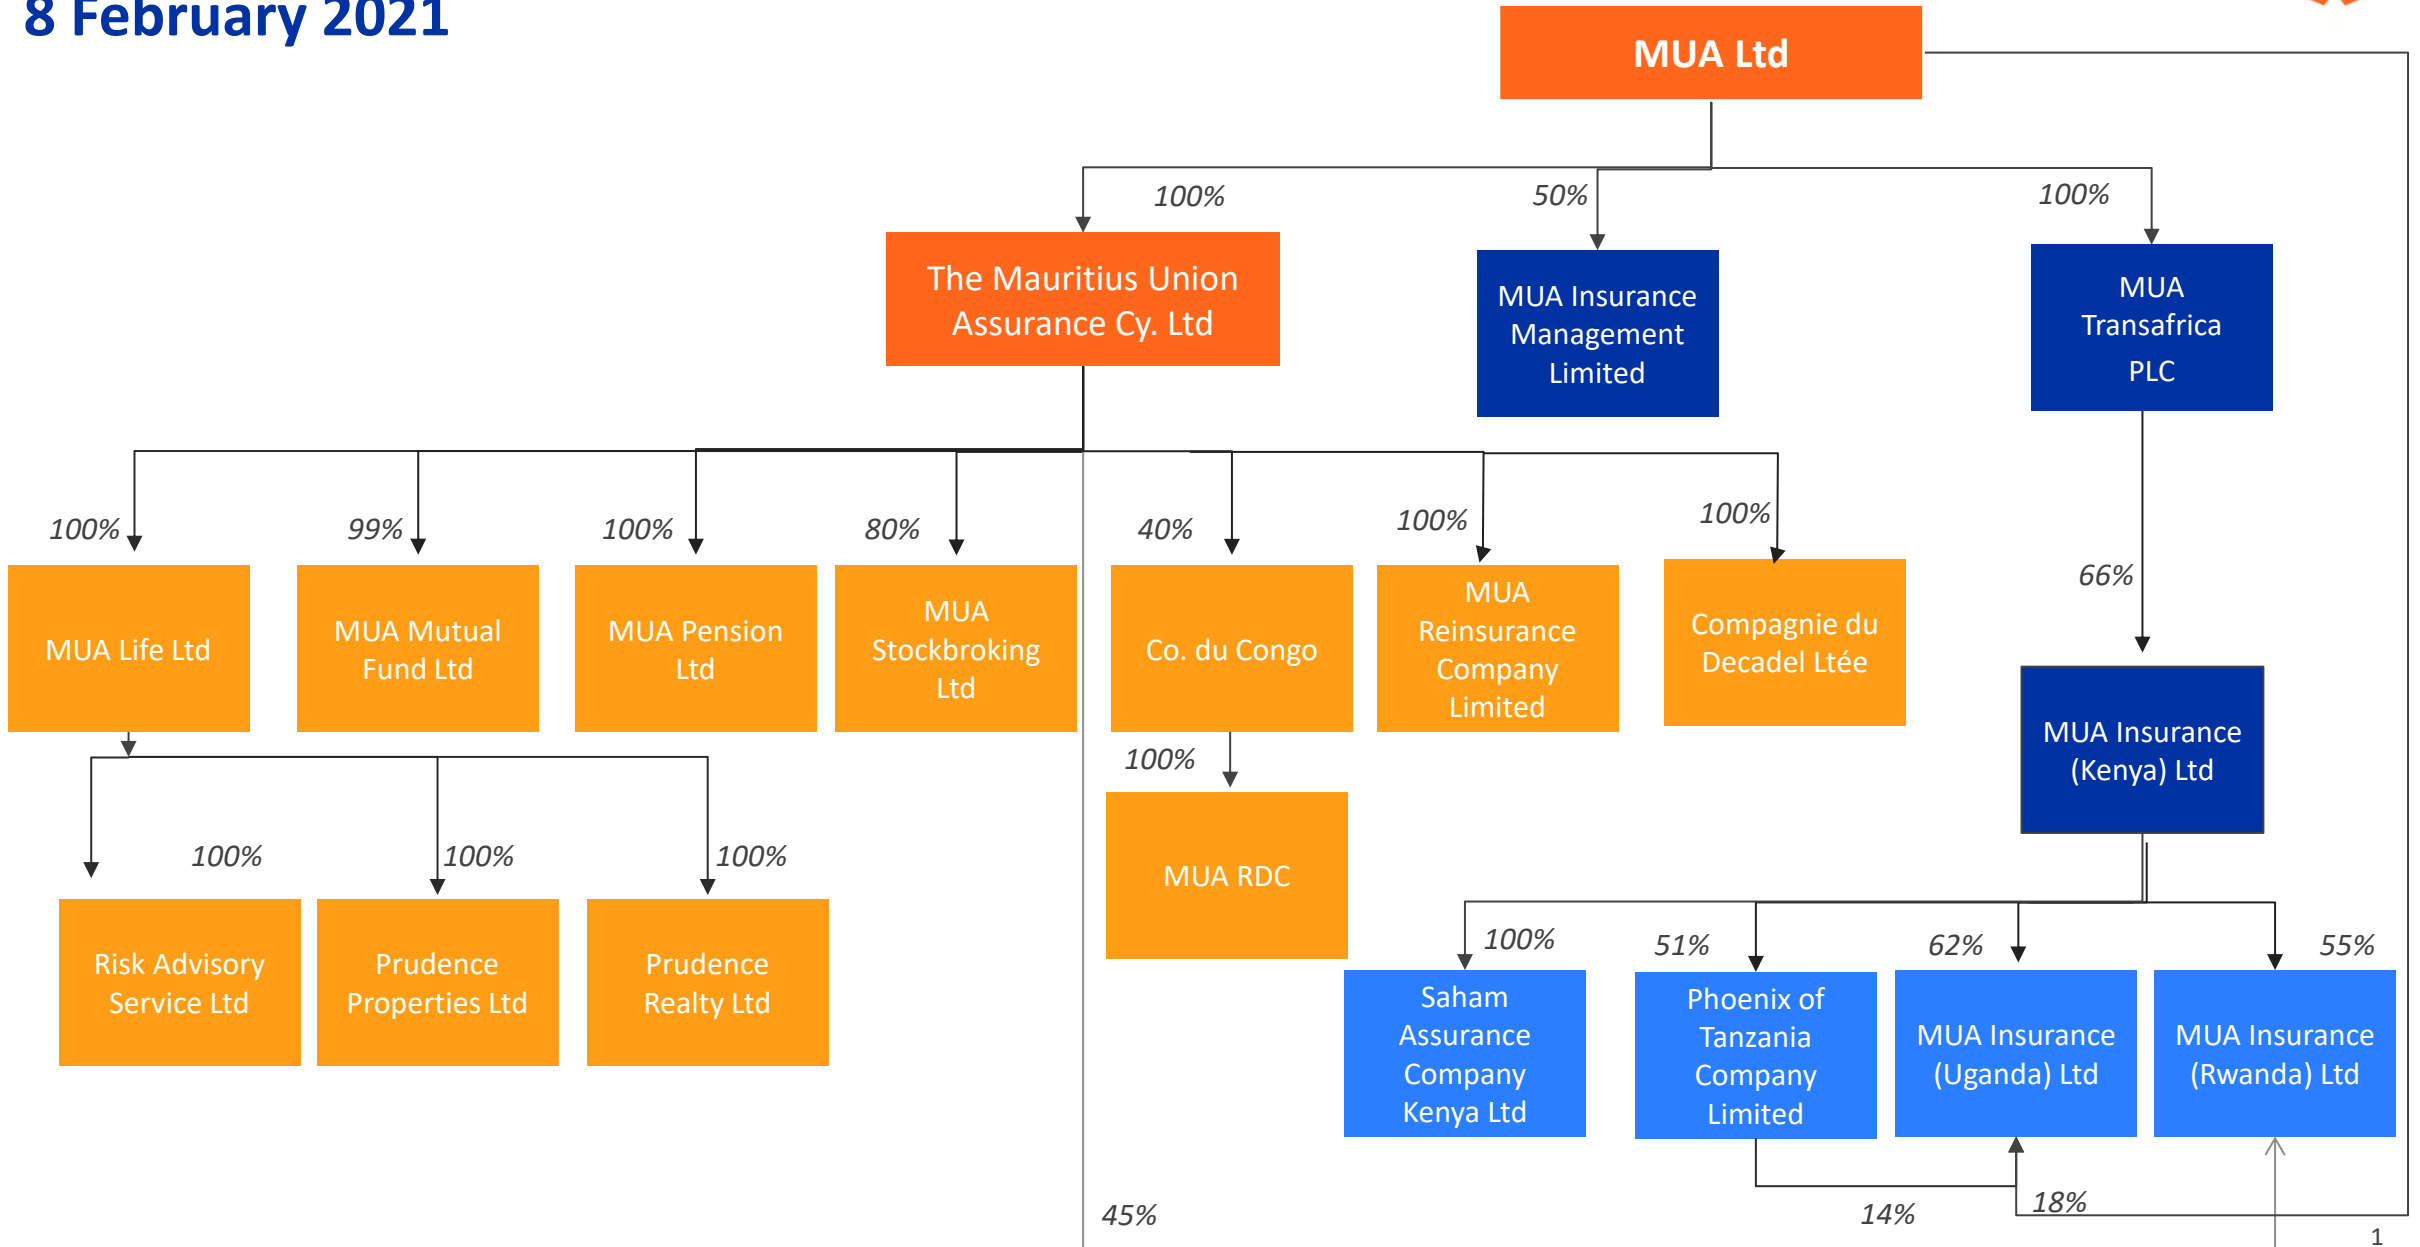 8 February 2021
MUA Ltd
100%
50%
100%
The Mauritius Union
Assurance Cy. Ltd
MUA Insurance
Management
Limited
MUA
Transafrica
PLC
100%
99%
100%
80%
40%
100%
100%
66%
MUA Life Ltd
MUA Mutual
Fund Ltd
MUA Pension
Ltd
MUA
Stockbroking
Ltd
Co. du Congo
MUA
Reinsurance
Company
Limited
Compagnie du
Decadel Ltée
MUA Insurance
(Kenya) Ltd
100%
100%
100%
100%
MUA RDC
Risk Advisory
Service Ltd
Prudence
Properties Ltd
Prudence
Realty Ltd
100%
51%
62%
55%
Saham
Assurance
Company
Kenya Ltd
Phoenix of
Tanzania
Company
Limited
MUA Insurance
(Uganda) Ltd
MUA Insurance
(Rwanda) Ltd
45%
14%
18%
1